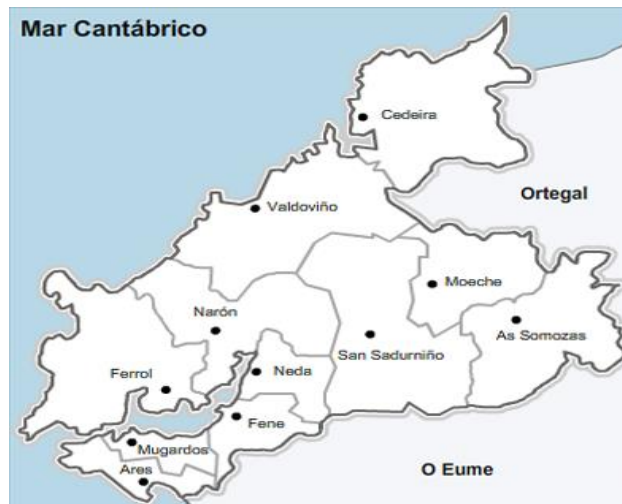 Mar Cantábrico
Cedeira
Ortegal
Valdoviño
Moeche
Narón
As Somozas
San Sadurniño
Ferrol
Neda
Fene
Mugardos
Ares
O Eume